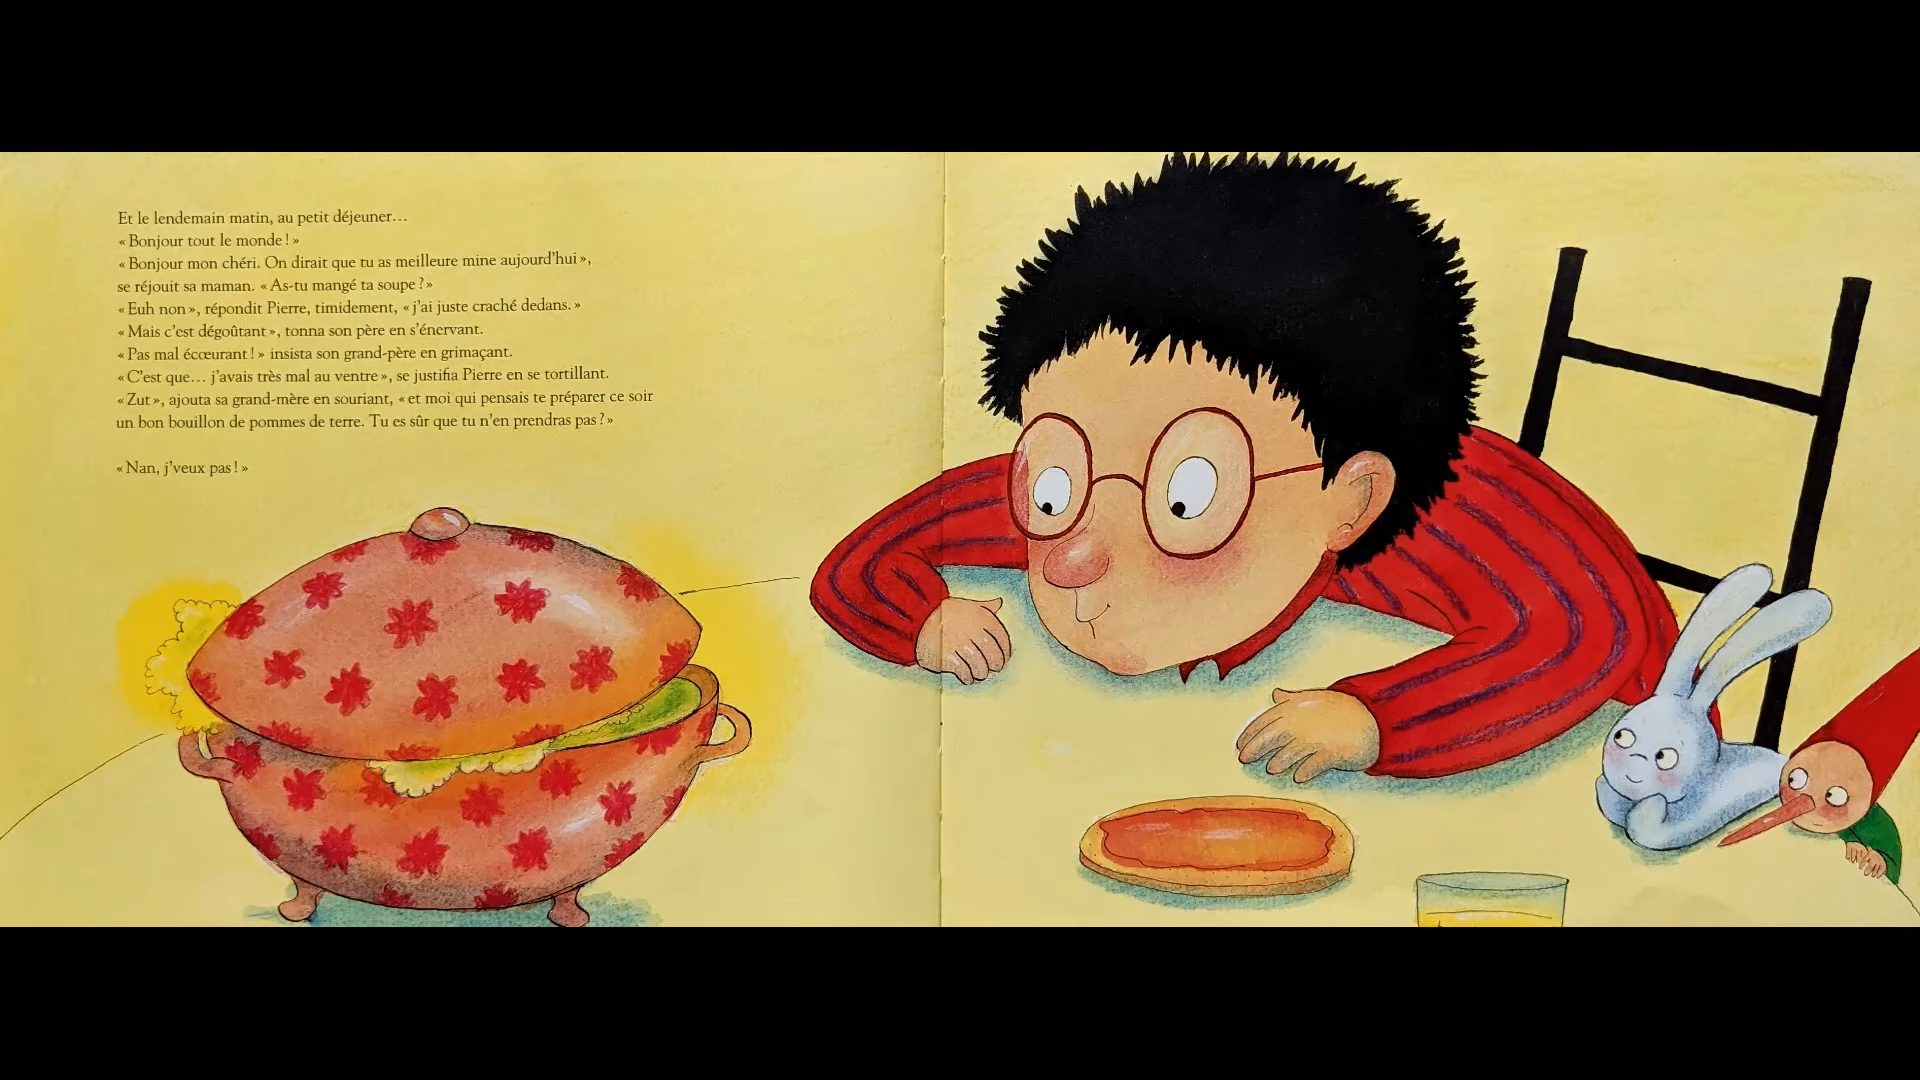 Et le lendemain matin, au petit déjeuner…
« Bonjour tout le monde ! »
« Bonjour mon chéri. On dirait que tu as meilleure mine aujourd’hui »,
se réjouit sa maman. « As-tu mangé ta soupe ? »
« Euh non », répondit Pierre, timidement, « j’ai juste craché dedans. »
« Mais c’est dégoûtant », tonna son père en s’énervant.
« Pas mal écœurant ! » insista son grand-père en grimaçant.
« C’est que… j’avais très mal au ventre », se justifia Pierre en se tortillant.
« Zut », ajouta sa grand-mère en souriant, « et moi qui pensais te préparer ce soir
un bon bouillon de pommes de terre. Tu es sûr que tu n’en prendras pas ? »
« Nan, j’veux pas ! »